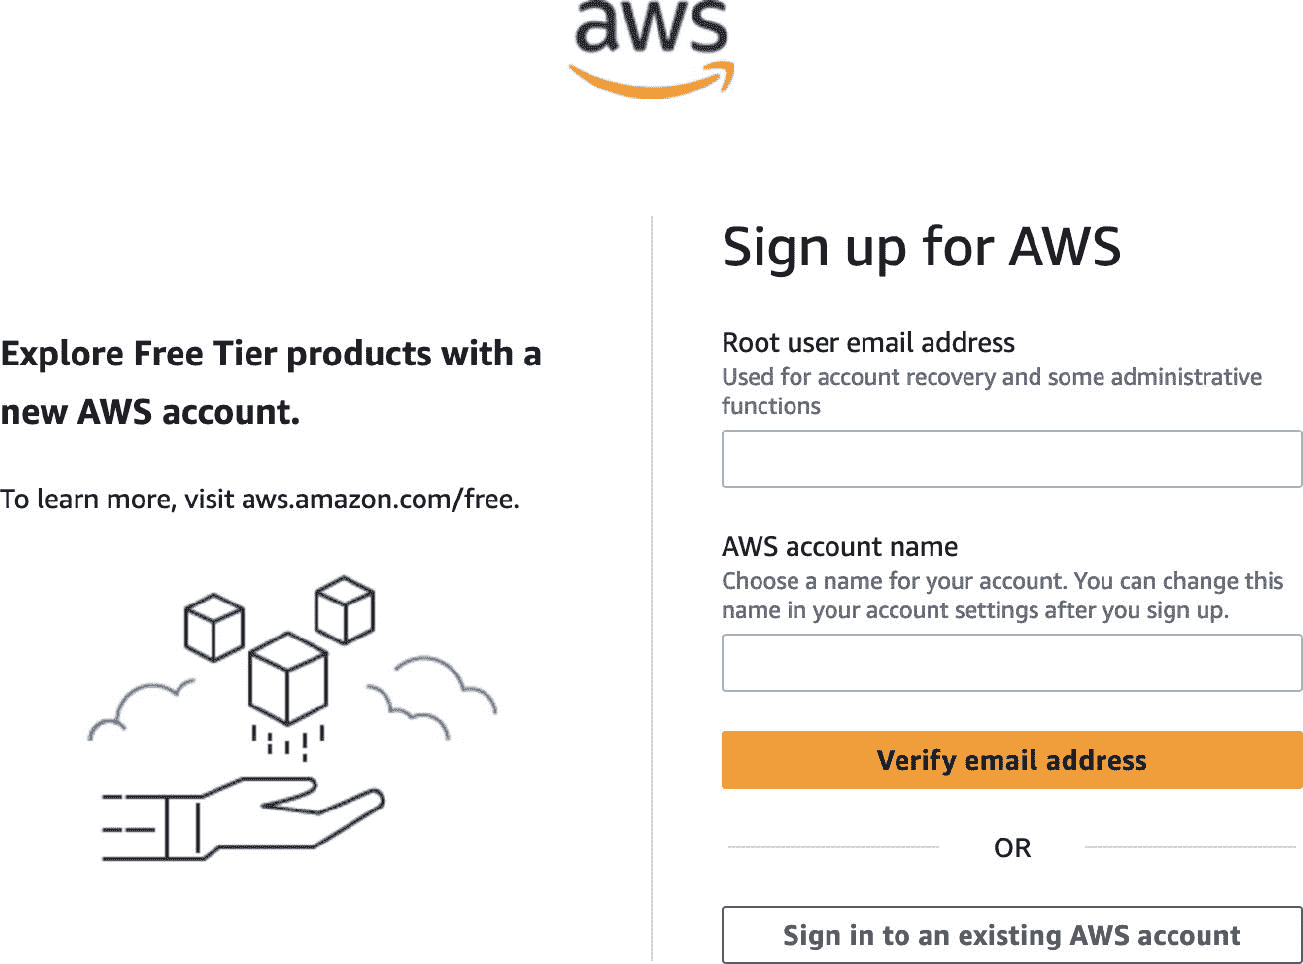 aws
Explore Free Tier products with a
new AWS account.
To learn more, visit aws.amazon.com/free.
Sign up for AWS
Root user email address
Used for account recovery and some administrative
functions
AWS account name
Choose a name for your account. You can change this
name in your account settings after you sign up.
Verify email address
OR
Sign in to an existing AWS account